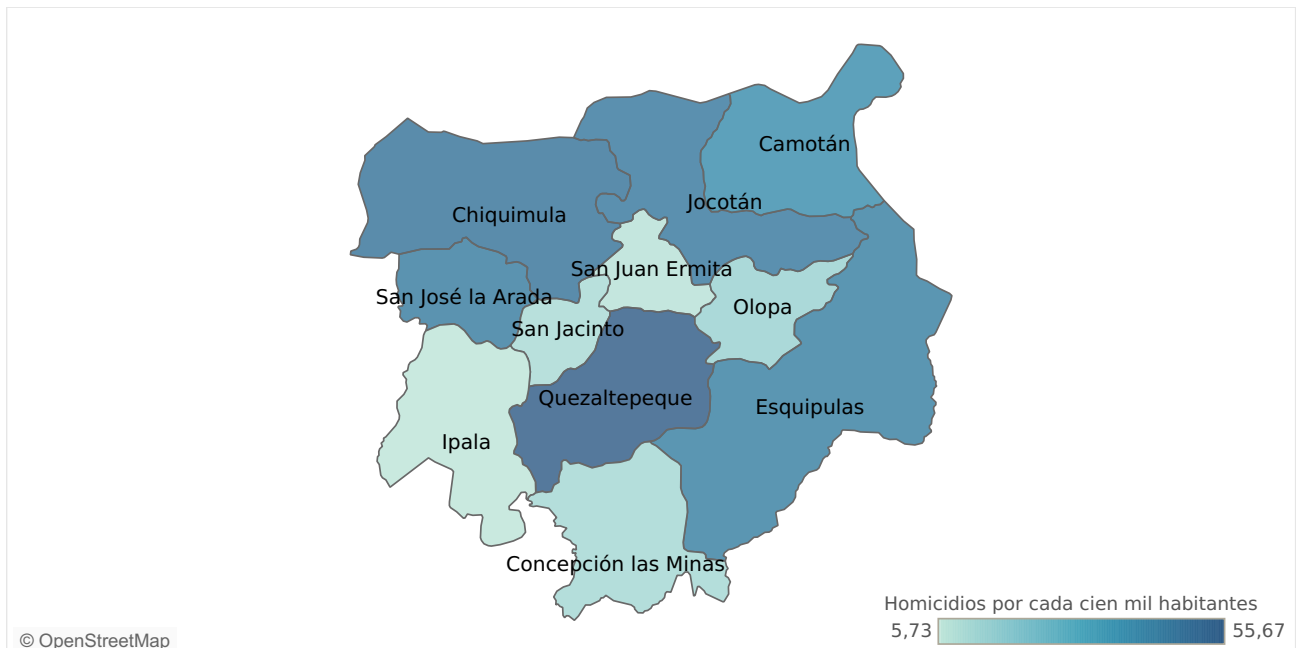 Camotán
Jocotán
Chiquimula
San Juan Ermita
San José la Arada
Olopa
San Jacinto
Quezaltepeque
Esquipulas
Ipala
Concepción las Minas
Homicidios por cada cien mil habitantes
5,73 55,67
© OpenStreetMap